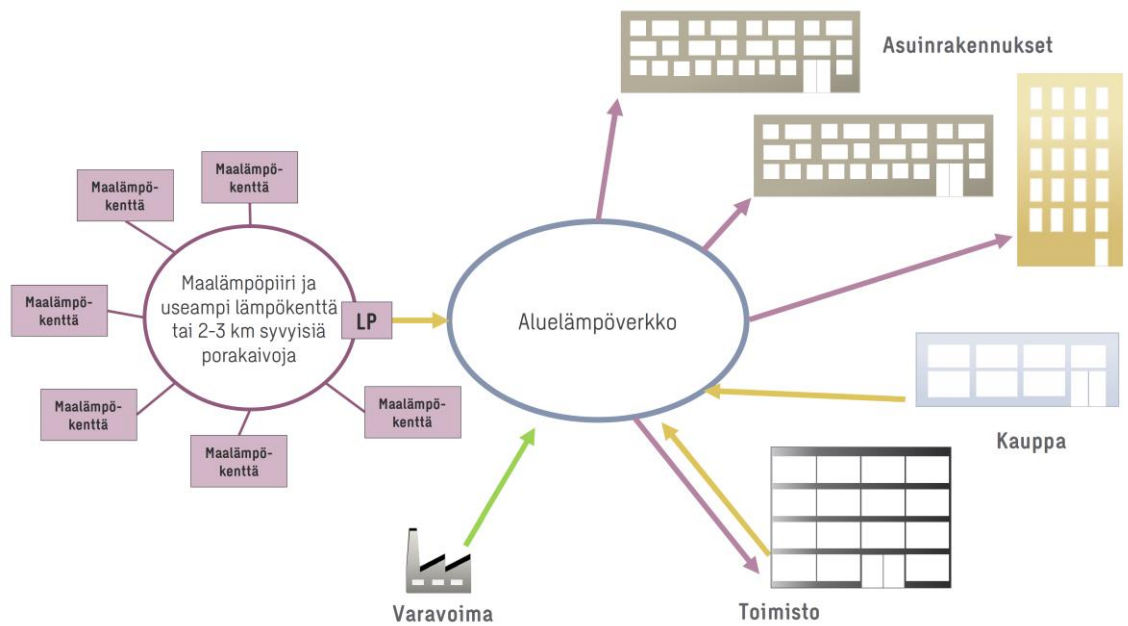 Asuinrakennukset
Maalämpö-
kenttä
Maalämpö-
kenttä
Maalämpö-
kenttä
Maalämpöpiiri ja
useampi lämpökenttä
tai 2-3 km syvyisiä
porakaivoja
LP
Aluelämpöverkko
Maalämpö-
kenttä
Maalämpö-
kenttä
Maalämpö-
kenttä
Kauppa
Varavoima
Toimisto